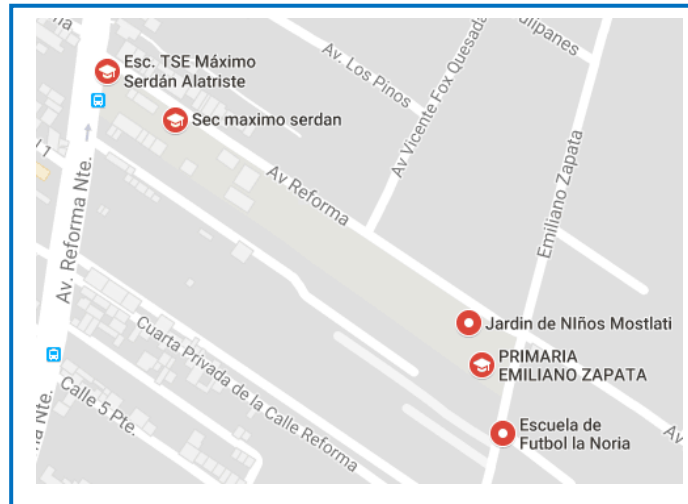 Esc. TSE Máximo
Serdán Alatriste
Sec maximo serdan
Av. Los Pinos
Av Vicente Fox Quesada
Av Reforma
Emiliano Zapata
Av. Reforma Nte.
Jardin de NIños Mostlati
PRIMARIA
EMILIANO ZAPATA
Cuarta Privada de la Calle Reforma
Calle 5 Pte.
Escuela de
Futbol la Noria
Nte.
Av